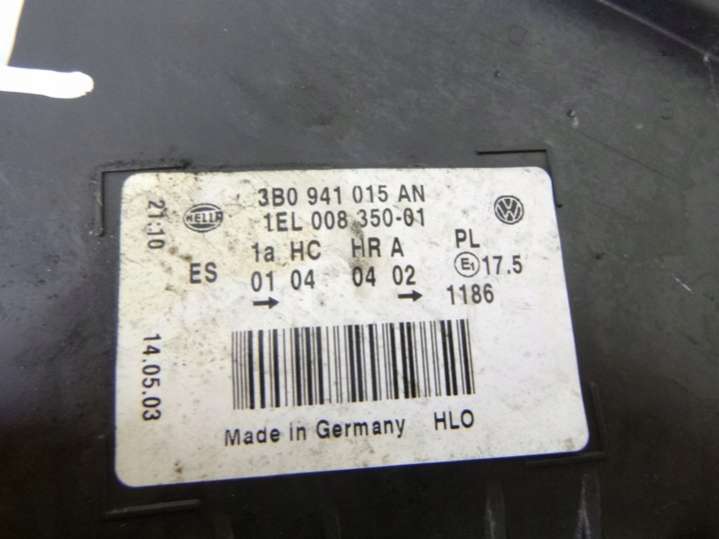 3B0 941 015 AN
HELLA
1EL 008 350-01
1a HC HR A PL
ES 01 04 04 02 E1 17.5
→ → 1186
Made in Germany HLO
21:10
14.05.03